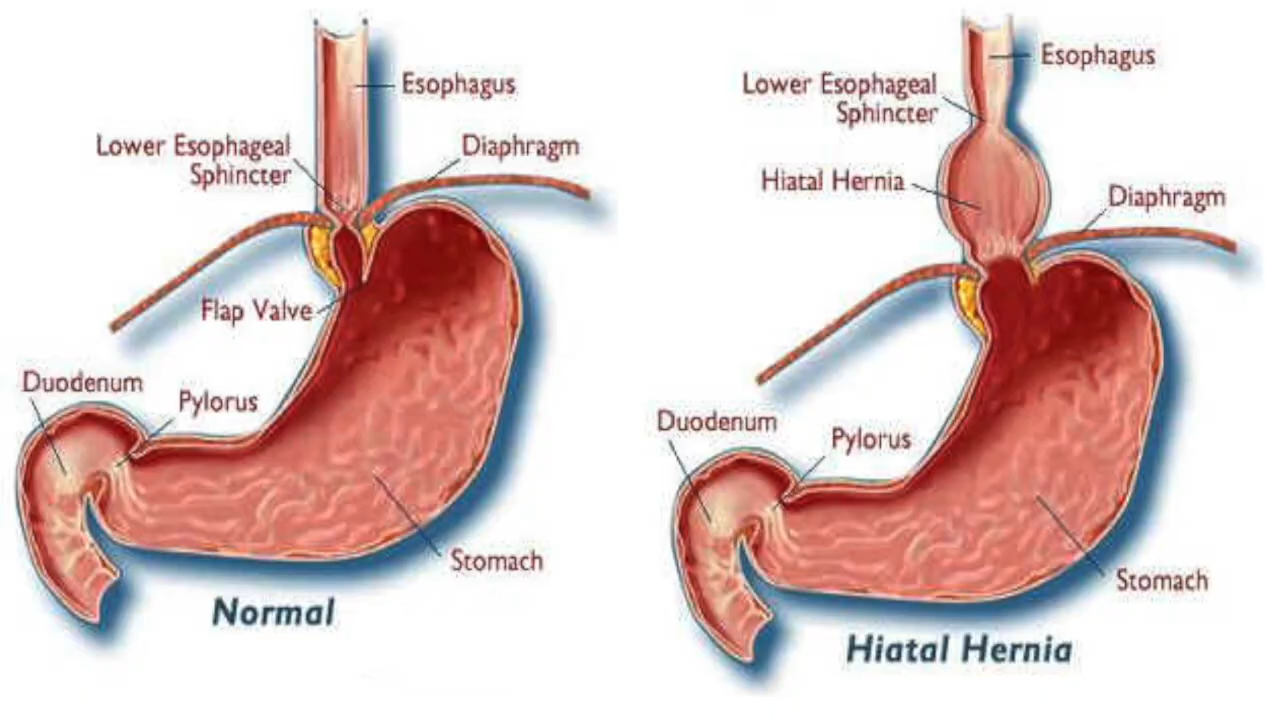 Esophagus
Lower Esophageal
Sphincter
Diaphragm
Flap Valve
Duodenum
Pylorus
Stomach
Normal
Esophagus
Lower Esophageal
Sphincter
Hiatal Hernia
Diaphragm
Duodenum
Pylorus
Stomach
Hiatal Hernia